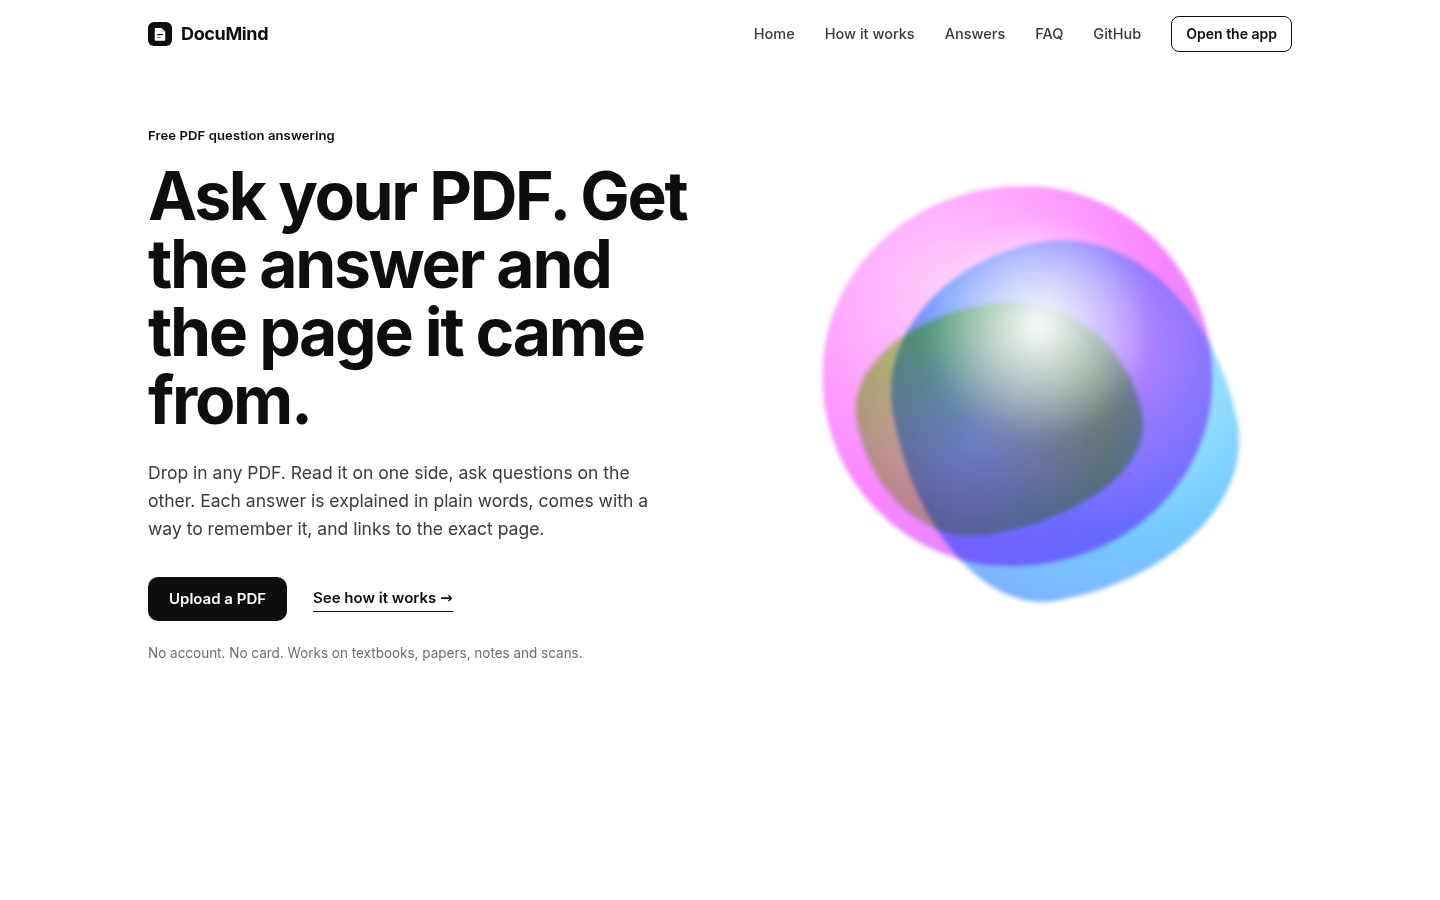 DocuMind
Home
How it works
Answers
FAQ
GitHub
Open the app
Free PDF question answering
Ask your PDF. Get
the answer and
the page it came
from.
Drop in any PDF. Read it on one side, ask questions on the
other. Each answer is explained in plain words, comes with a
way to remember it, and links to the exact page.
Upload a PDF
See how it works →
No account. No card. Works on textbooks, papers, notes and scans.